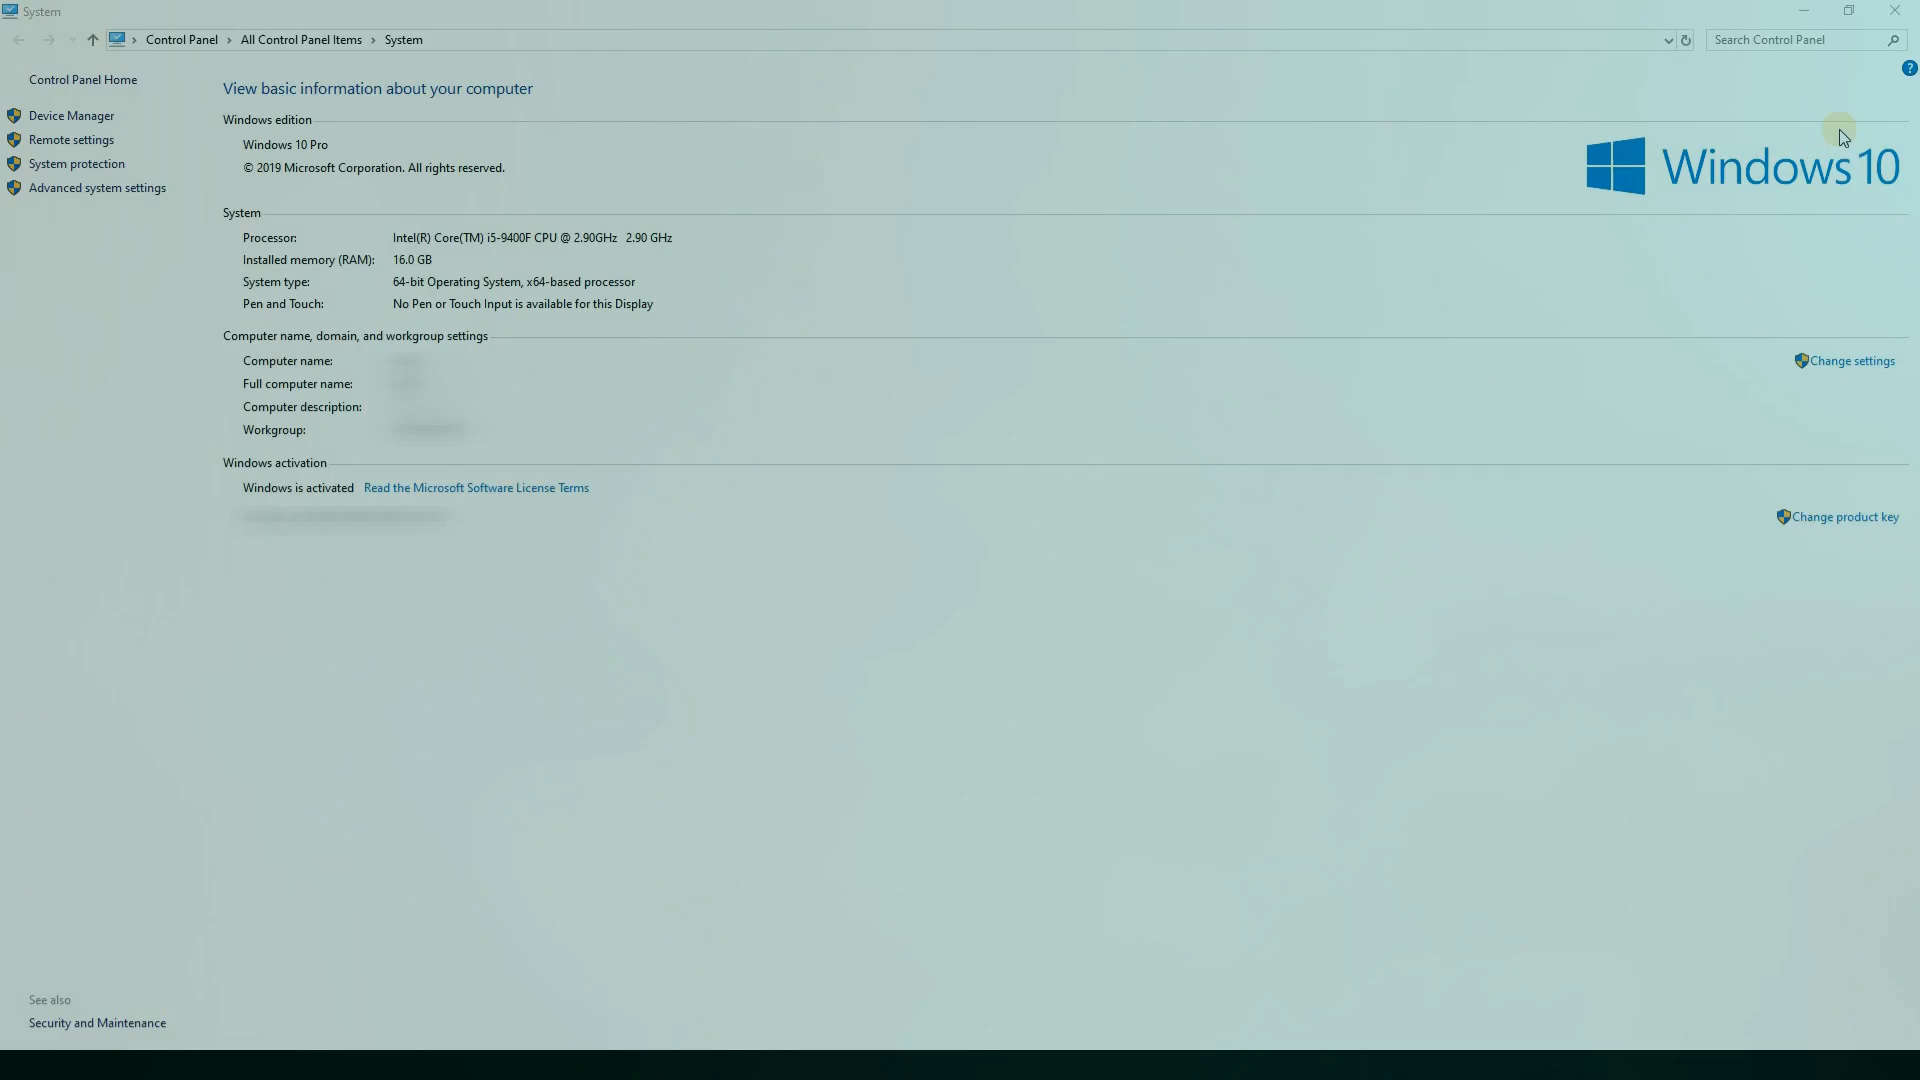 System
Control Panel > All Control Panel Items > System
Search Control Panel
?
Control Panel Home
Device Manager
Remote settings
System protection
Advanced system settings
View basic information about your computer
Windows edition
Windows 10 Pro
© 2019 Microsoft Corporation. All rights reserved.
Windows 10
System
Processor: Intel(R) Core(TM) i5-9400F CPU @ 2.90GHz 2.90 GHz
Installed memory (RAM): 16.0 GB
System type: 64-bit Operating System, x64-based processor
Pen and Touch: No Pen or Touch Input is available for this Display
Computer name, domain, and workgroup settings
Computer name:
Change settings
Full computer name:
Computer description:
Workgroup:
Windows activation
Windows is activated Read the Microsoft Software License Terms
Change product key
See also
Security and Maintenance